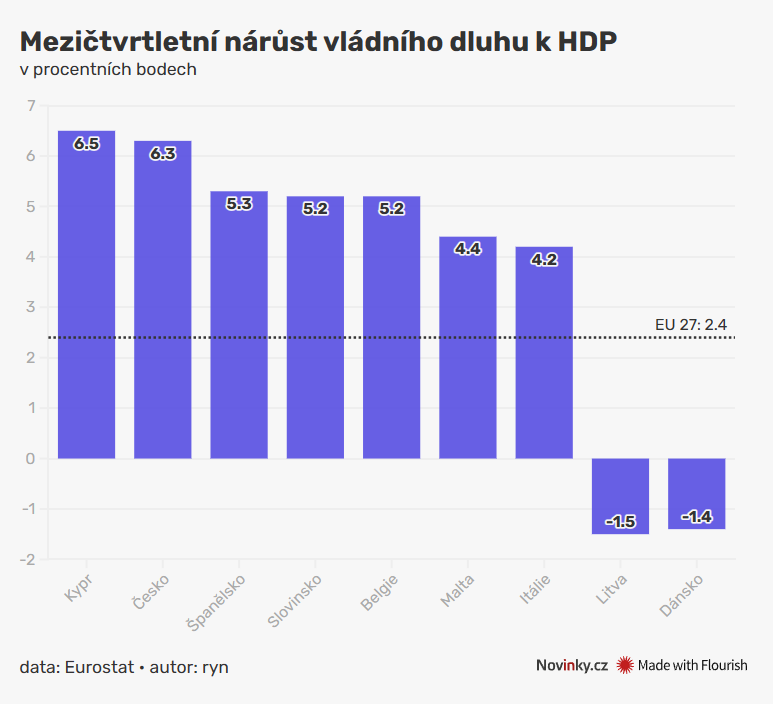 Mezičtvrtletní nárůst vládního dluhu k HDP
v procentních bodech
7
6
5
4
3
2
1
0
-1
-2
6.5
6.3
5.3
5.2
5.2
4.4
4.2
-1.5
-1.4
EU 27: 2.4
Kypr
Česko
Španělsko
Slovinsko
Belgie
Malta
Itálie
Litva
Dánsko
data: Eurostat • autor: ryn
Novinky.cz
Made with Flourish